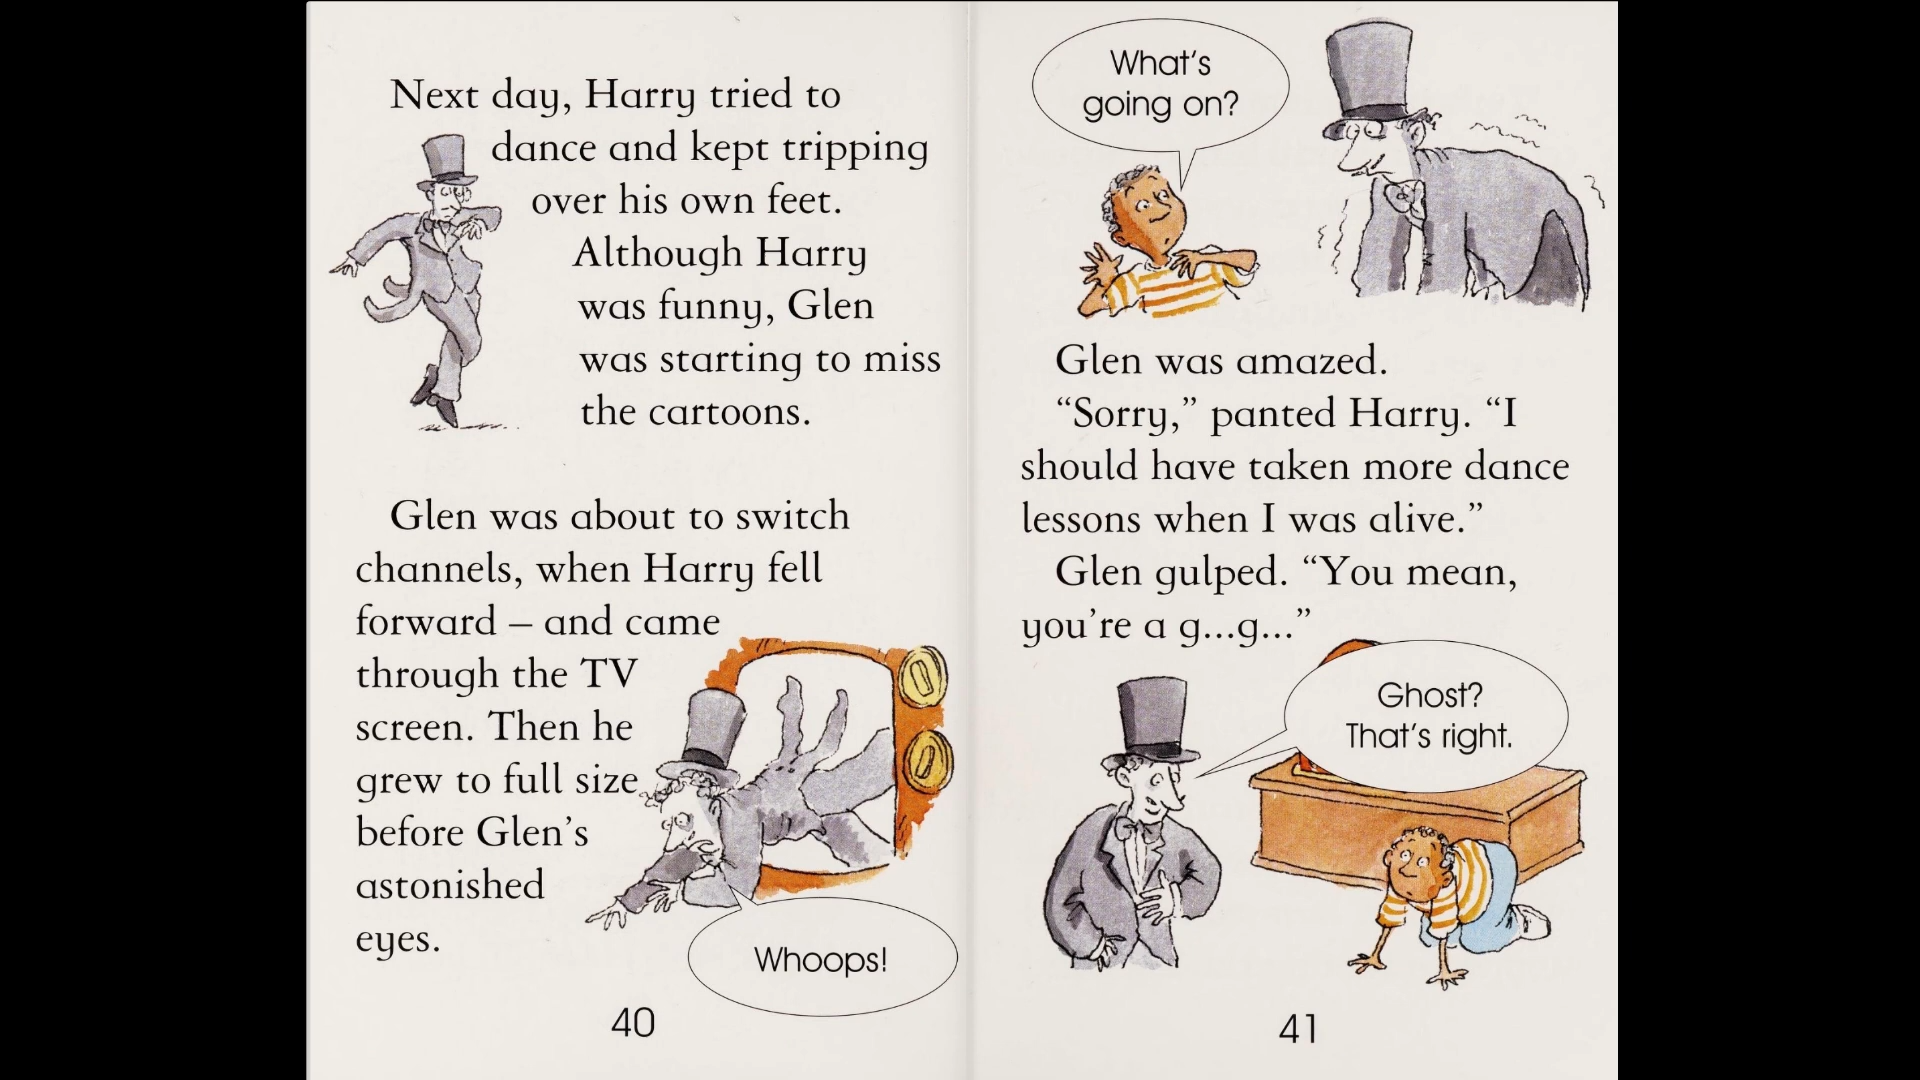 Next day, Harry tried to
dance and kept tripping
over his own feet.
Although Harry
was funny, Glen
was starting to miss
the cartoons.
Glen was about to switch
channels, when Harry fell
forward – and came
through the TV
screen. Then he
grew to full size
before Glen's
astonished
eyes.
Whoops!
40
What's
going on?
Glen was amazed.
“Sorry,” panted Harry. “I
should have taken more dance
lessons when I was alive.”
Glen gulped. “You mean,
you're a g...g...”
Ghost?
That's right.
41